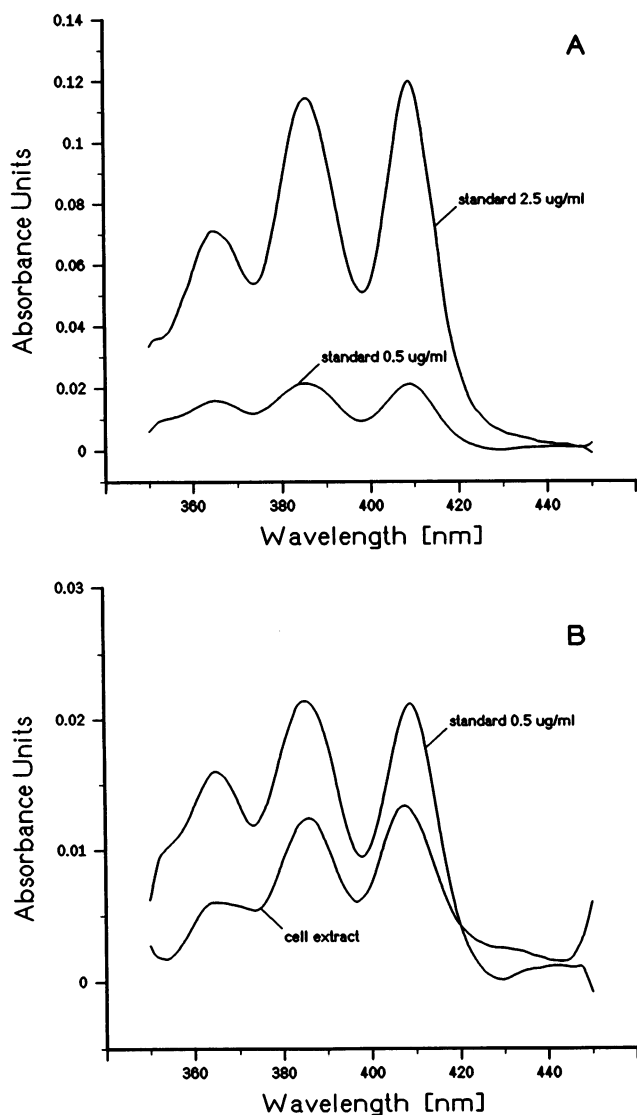 A
0.14
0.12
0.1
0.08
0.06
0.04
0.02
0
Absorbance Units
standard 2.5 ug/ml
standard 0.5 ug/ml
360
380
400
420
440
Wavelength [nm]
B
0.03
0.02
0.01
0
Absorbance Units
standard 0.5 ug/ml
cell extract
360
380
400
420
440
Wavelength [nm]